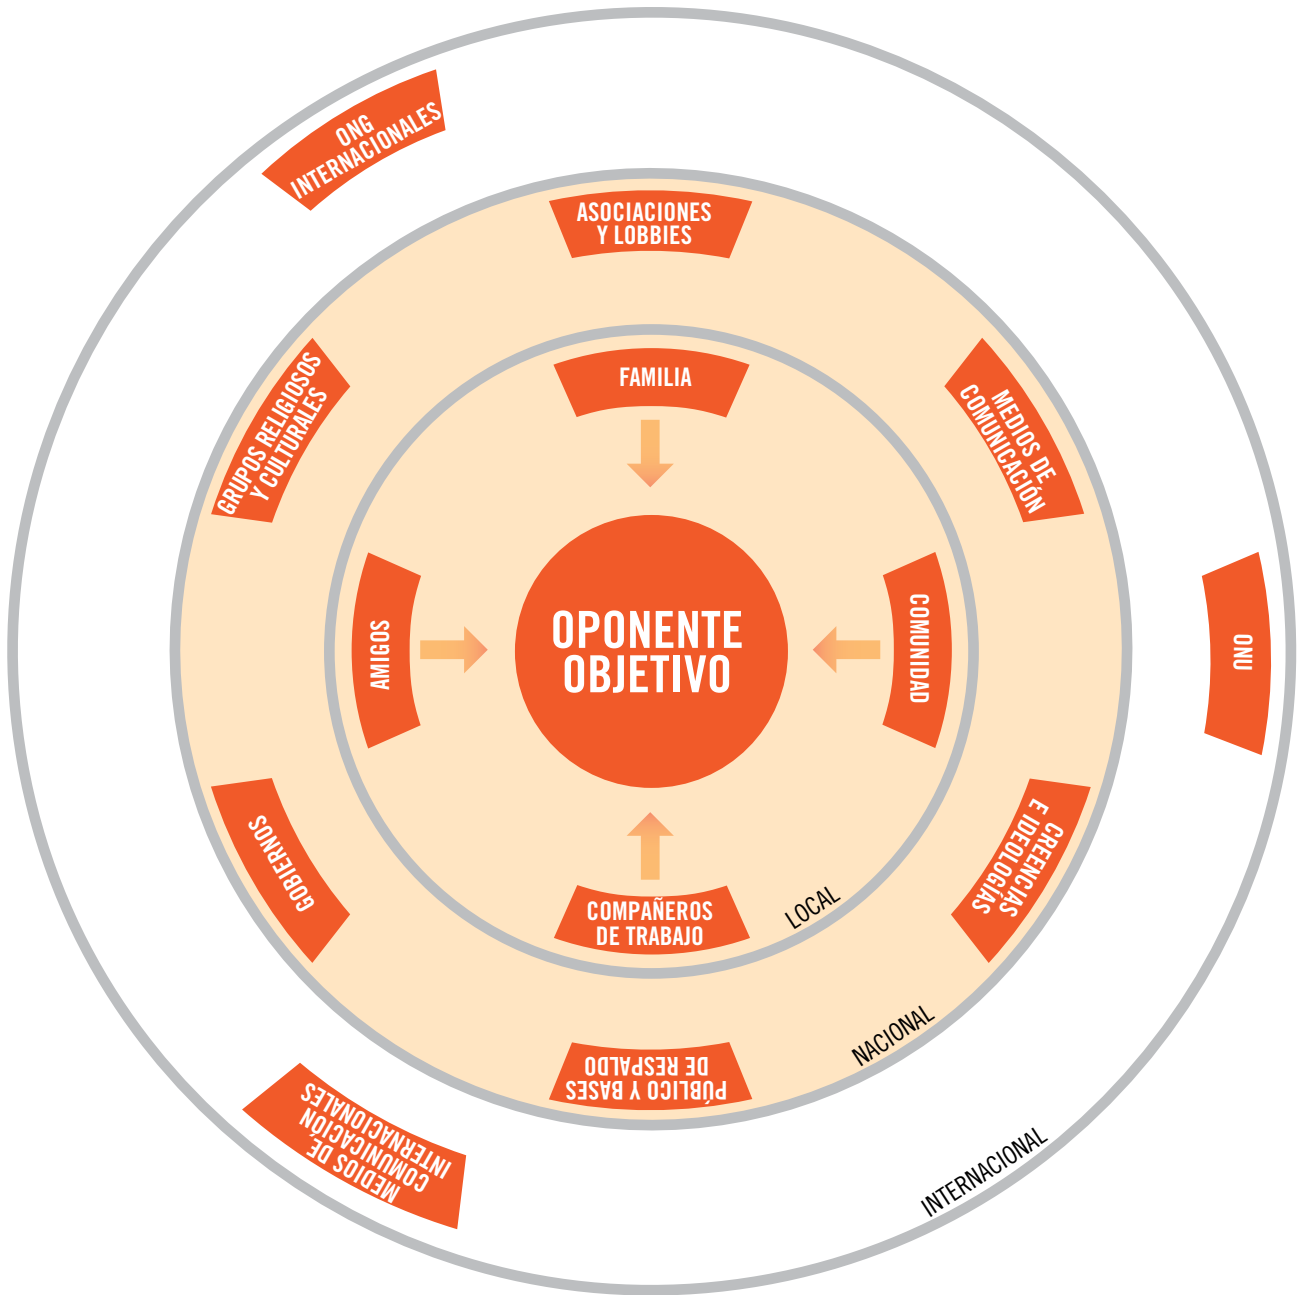 ONG
INTERNACIONALES
ASOCIACIONES
Y LOBBIES
GRUPOS RELIGIOSOS
Y CULTURALES
FAMILIA
MEDIOS DE
COMUNICACIÓN
AMIGOS
OPONENTE
OBJETIVO
COMUNIDAD
ONU
GOBIERNOS
COMPAÑEROS
DE TRABAJO
LOCAL
CREENCIAS
E IDEOLOGÍAS
NACIONAL
PÚBLICO Y BASES
DE RESPALDO
MEDIOS DE
COMUNICACIÓN
INTERNACIONALES
INTERNACIONAL